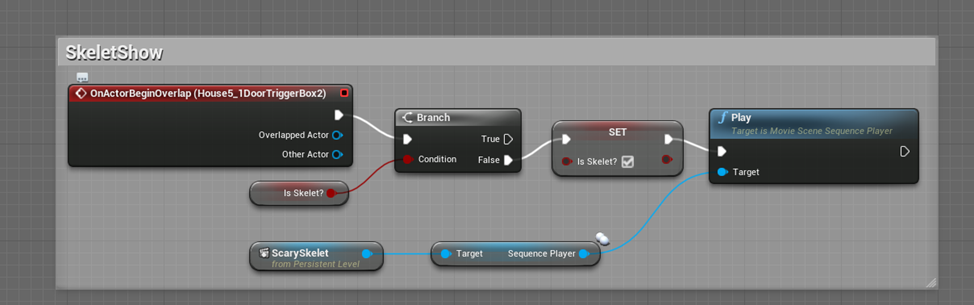 SkeletShow
OnActorBeginOverlap (House5_1DoorTriggerBox2)
Overlapped Actor
Other Actor
Is Skelet?
Branch
True
Condition
False
SET
Is Skelet?
Play
Target is Movie Scene Sequence Player
Target
ScarySkelet
from Persistent Level
Target
Sequence Player